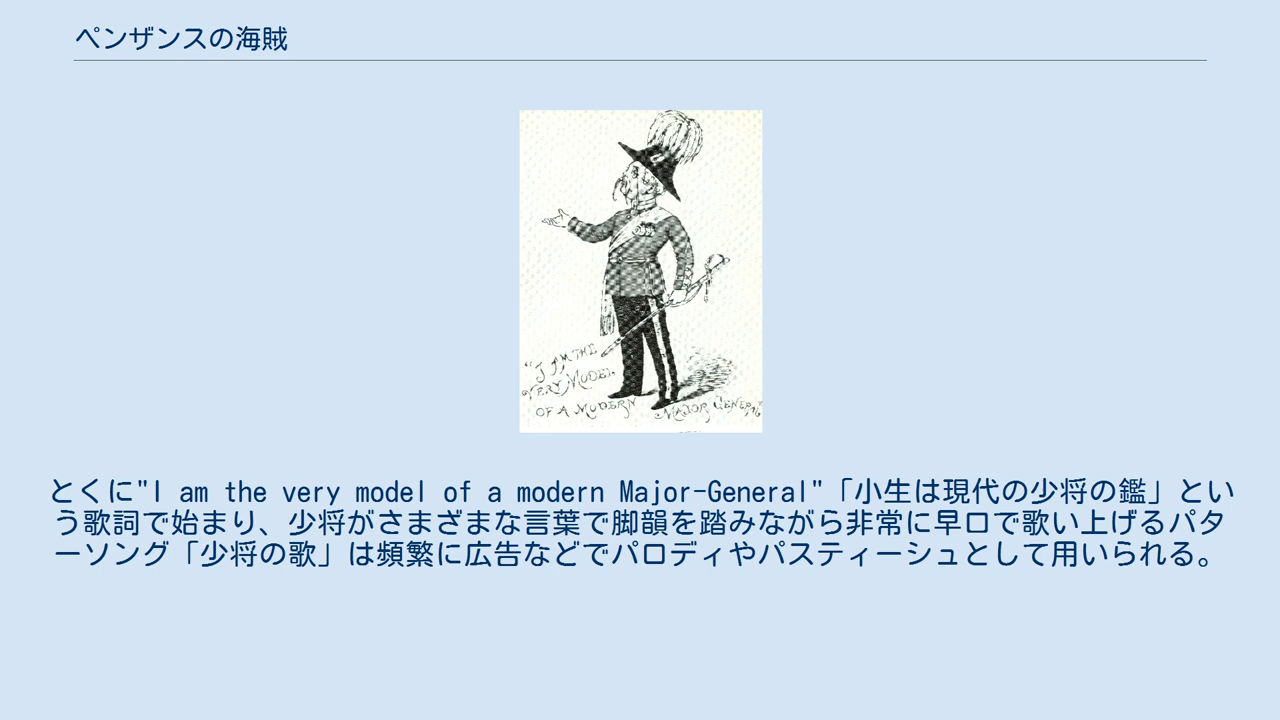 ペンザンスの海賊
"I AM THE
VERY MODEL
OF A MODERN MAJOR GENERAL"
とくに"I am the very model of a modern Major-General"「小生は現代の少将の鑑」とい
う歌詞で始まり、少将がさまざまな言葉で脚韻を踏みながら非常に早口で歌い上げるパタ
ーソング「少将の歌」は頻繁に広告などでパロディやパスティーシュとして用いられる。